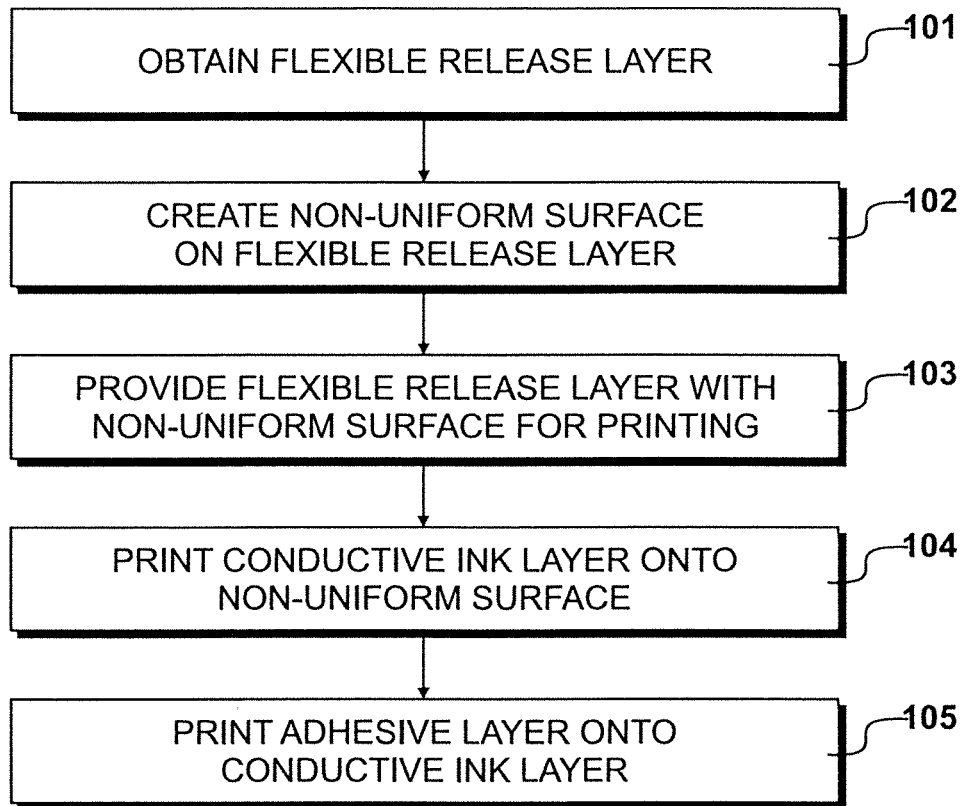 OBTAIN FLEXIBLE RELEASE LAYER
101
CREATE NON-UNIFORM SURFACE
ON FLEXIBLE RELEASE LAYER
102
PROVIDE FLEXIBLE RELEASE LAYER WITH
NON-UNIFORM SURFACE FOR PRINTING
103
PRINT CONDUCTIVE INK LAYER ONTO
NON-UNIFORM SURFACE
104
PRINT ADHESIVE LAYER ONTO
CONDUCTIVE INK LAYER
105